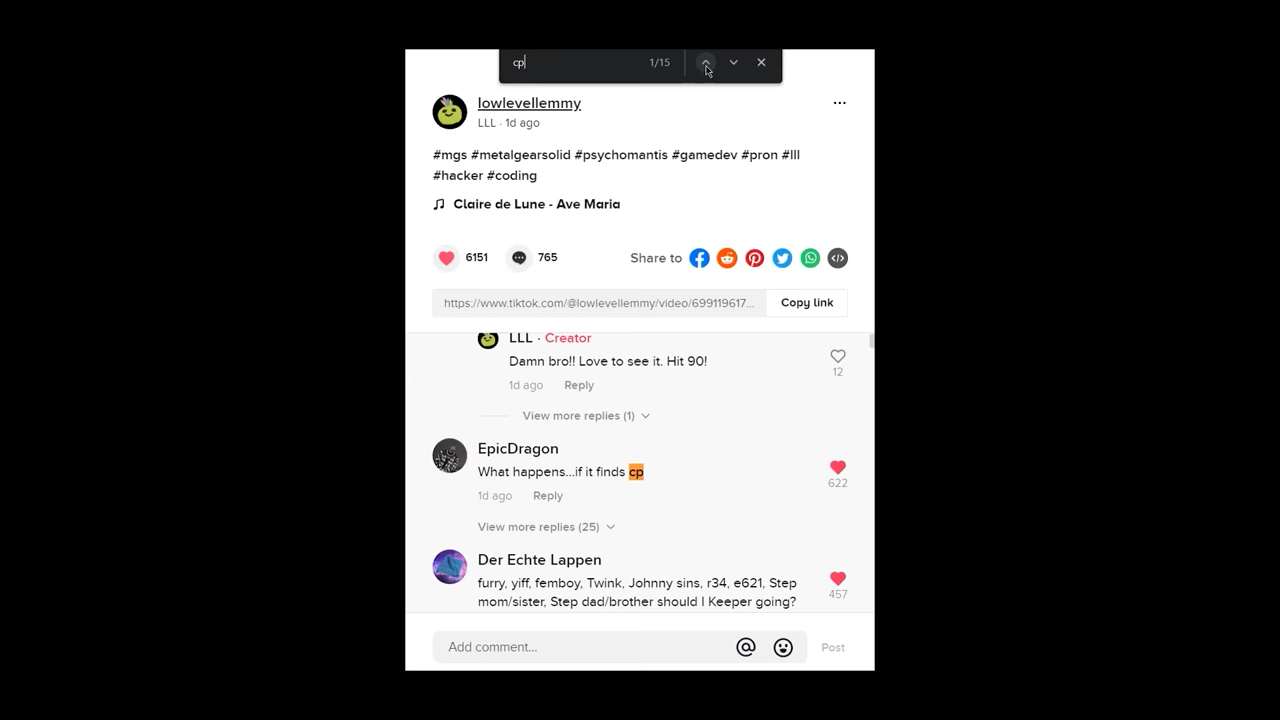 cp 1/15
lowlevellemmy
LLL · 1d ago
#mgs #metalgearsolid #psychomantis #gamedev #pron #lll
#hacker #coding
Claire de Lune - Ave Maria
6151 765 Share to
https://www.tiktok.com/@lowlevellemmy/video/699119617... Copy link
LLL · Creator
Damn bro!! Love to see it. Hit 90!
12
1d ago Reply
View more replies (1)
EpicDragon
What happens...if it finds cp
622
1d ago Reply
View more replies (25)
Der Echte Lappen
furry, yiff, femboy, Twink, Johnny sins, r34, e621, Step
457
mom/sister, Step dad/brother should I Keeper going?
Add comment... Post